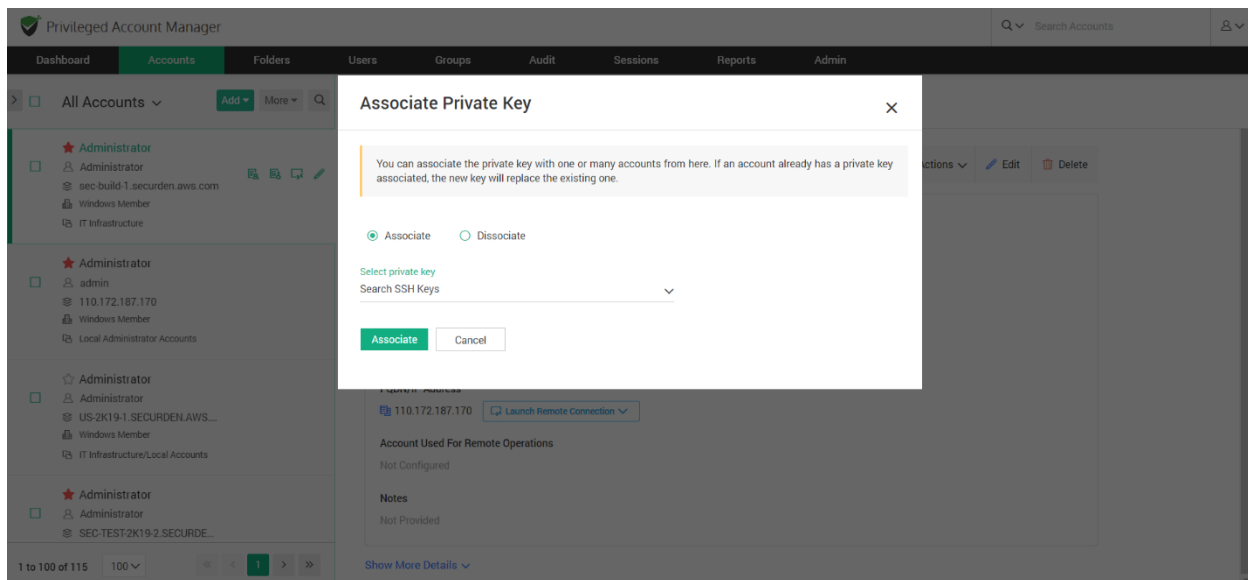 Privileged Account Manager
Search Accounts
Dashboard Accounts Folders Users Groups Audit Sessions Reports Admin
All Accounts
Add More
Administrator
Administrator
sec-build-1.securden.aws.com
Windows Member
IT Infrastructure
Administrator
admin
110.172.187.170
Windows Member
Local Administrator Accounts
Administrator
Administrator
US-2K19-1.SECURDEN.AWS....
Windows Member
IT Infrastructure/Local Accounts
Administrator
Administrator
SEC-TEST-2K19-2.SECURDE...
1 to 100 of 115 100 « < 1 > »
Associate Private Key
You can associate the private key with one or many accounts from here. If an account already has a private key
associated, the new key will replace the existing one.
Associate Dissociate
Select private key
Search SSH Keys
Associate Cancel
Edit Delete
110.172.187.170 Launch Remote Connection
Account Used For Remote Operations
Not Configured
Notes
Not Provided
Show More Details